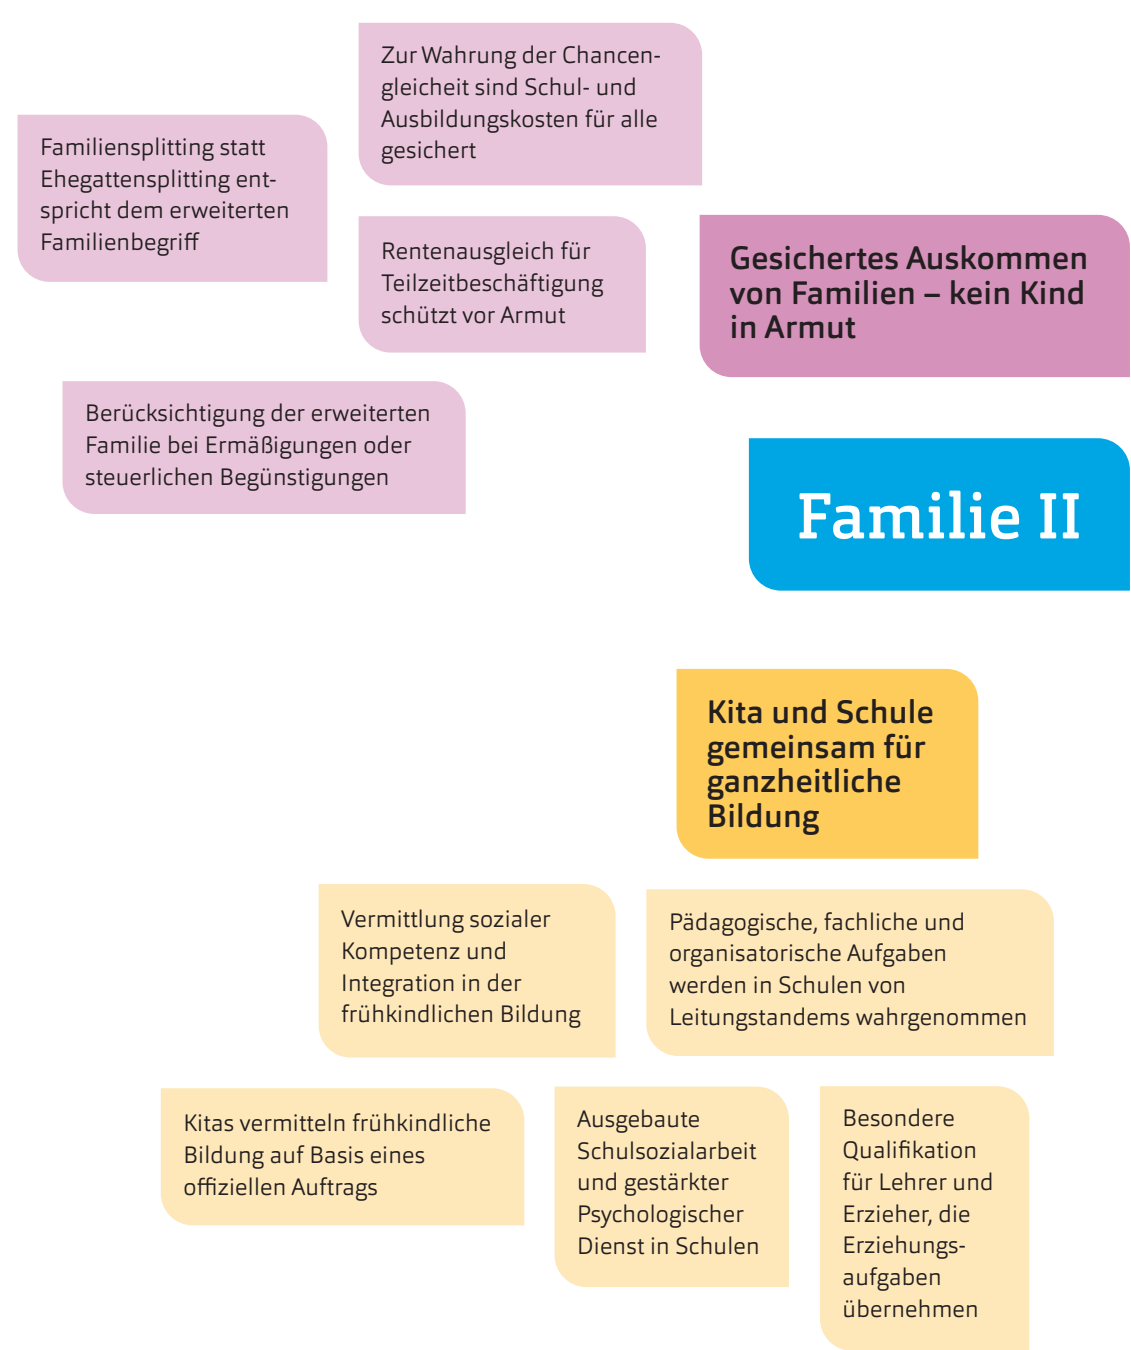 Zur Wahrung der Chancen-
gleicheit sind Schul- und
Ausbildungskosten für alle
gesichert
Familiensplitting statt
Ehegattensplitting ent-
spricht dem erweiterten
Familienbegriff
Rentenausgleich für
Teilzeitbeschäftigung
schützt vor Armut
Gesichertes Auskommen
von Familien – kein Kind
in Armut
Berücksichtigung der erweiterten
Familie bei Ermäßigungen oder
steuerlichen Begünstigungen
Familie II
Kita und Schule
gemeinsam für
ganzheitliche
Bildung
Vermittlung sozialer
Kompetenz und
Integration in der
frühkindlichen Bildung
Pädagogische, fachliche und
organisatorische Aufgaben
werden in Schulen von
Leitungstandems wahrgenommen
Kitas vermitteln frühkindliche
Bildung auf Basis eines
offiziellen Auftrags
Ausgebaute
Schulsozialarbeit
und gestärkter
Psychologischer
Dienst in Schulen
Besondere
Qualifikation
für Lehrer und
Erzieher, die
Erziehungs-
aufgaben
übernehmen